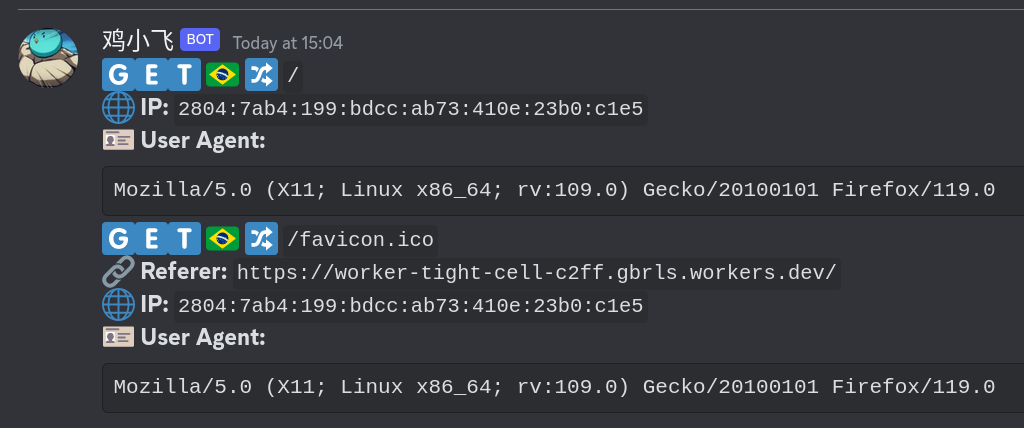 鸡小飞 BOT Today at 15:04
GET /
IP: 2804:7ab4:199:bdcc:ab73:410e:23b0:c1e5
User Agent:
Mozilla/5.0 (X11; Linux x86_64; rv:109.0) Gecko/20100101 Firefox/119.0
GET /favicon.ico
Referer: https://worker-tight-cell-c2ff.gbrls.workers.dev/
IP: 2804:7ab4:199:bdcc:ab73:410e:23b0:c1e5
User Agent:
Mozilla/5.0 (X11; Linux x86_64; rv:109.0) Gecko/20100101 Firefox/119.0